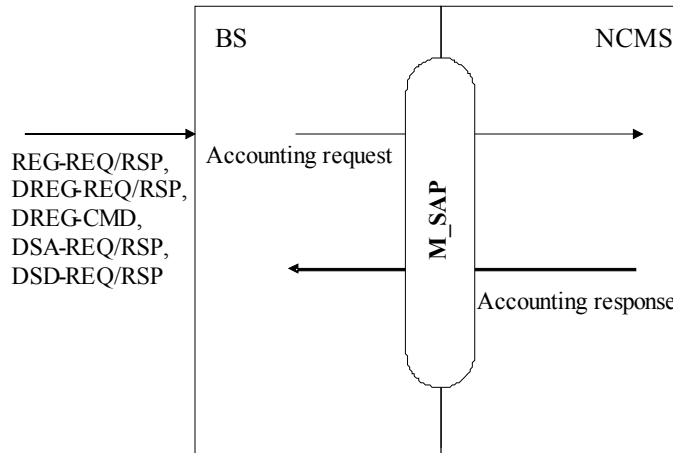 BS
NCMS
REG-REQ/RSP,
DREG-REQ/RSP,
DREG-CMD,
DSA-REQ/RSP,
DSD-REQ/RSP
Accounting request
M_SAP
Accounting response